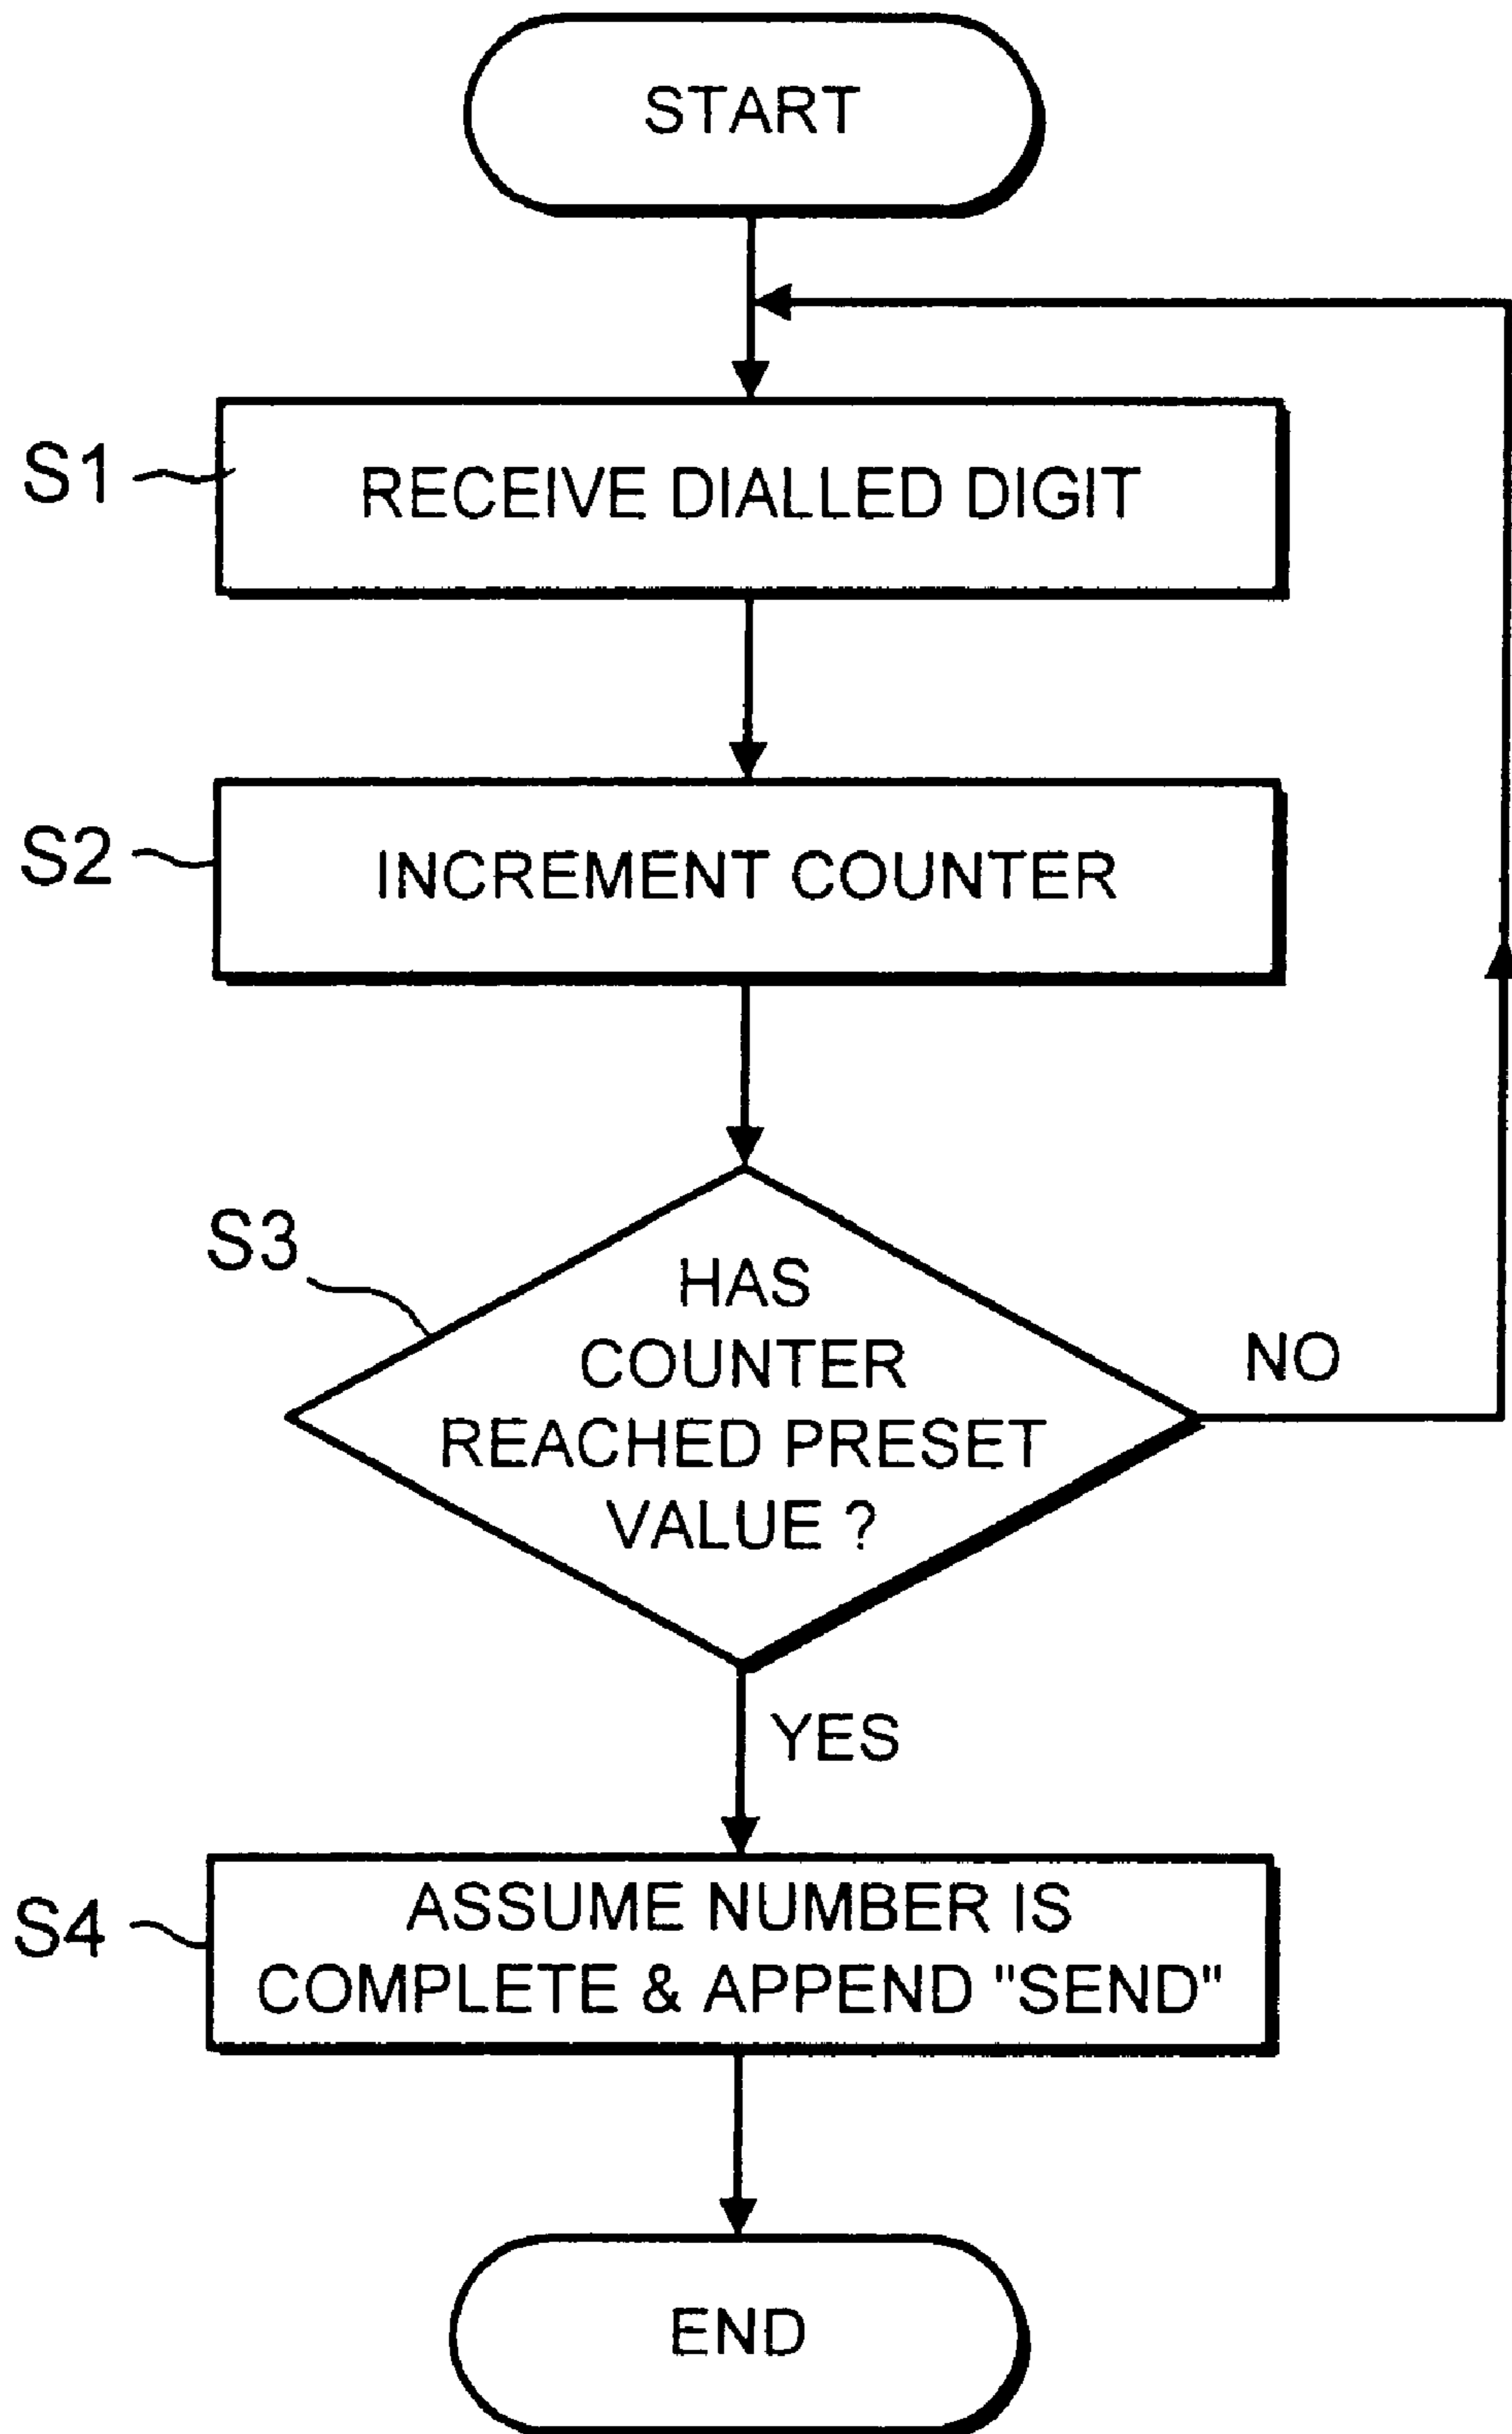 START
S1
RECEIVE DIALLED DIGIT
S2
INCREMENT COUNTER
S3
HAS
COUNTER
REACHED PRESET
VALUE ?
NO
YES
S4
ASSUME NUMBER IS
COMPLETE & APPEND "SEND"
END